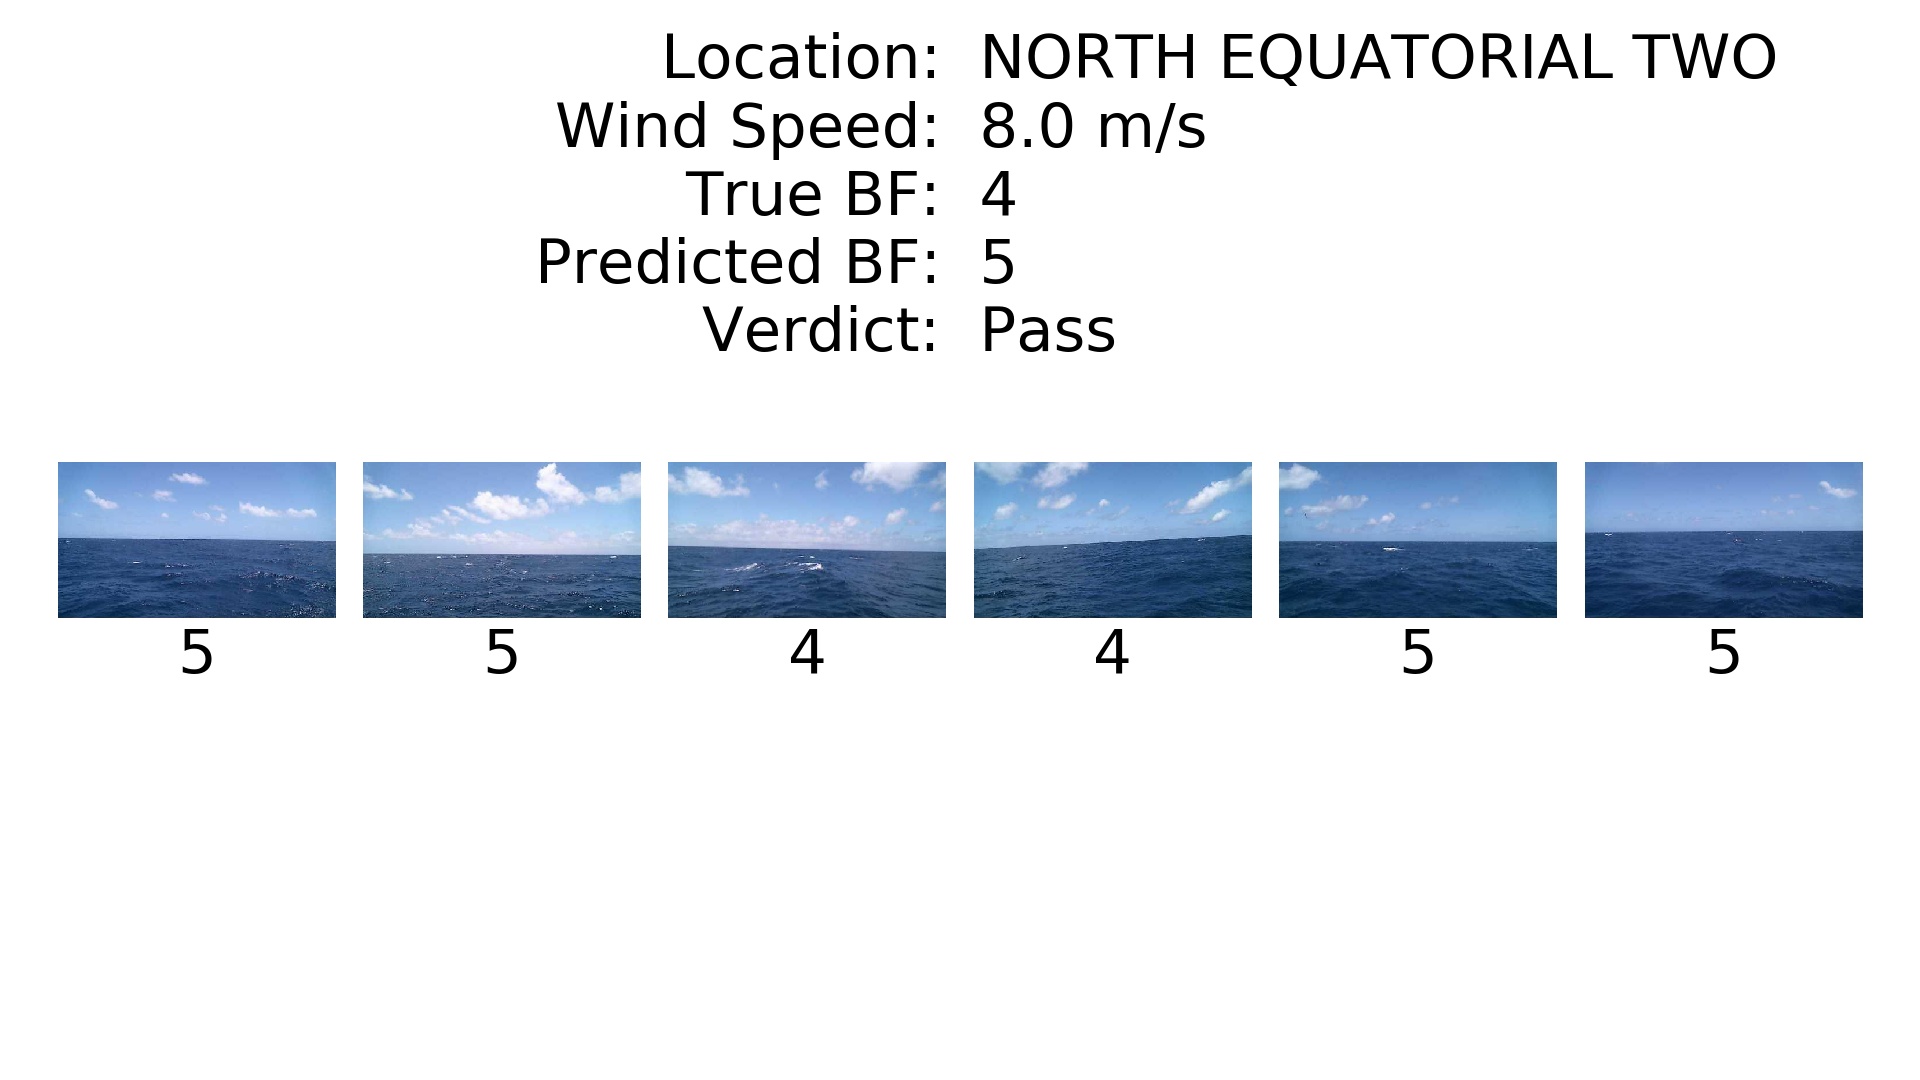 Location: NORTH EQUATORIAL TWO
Wind Speed: 8.0 m/s
True BF: 4
Predicted BF: 5
Verdict: Pass
5 5 4 4 5 5